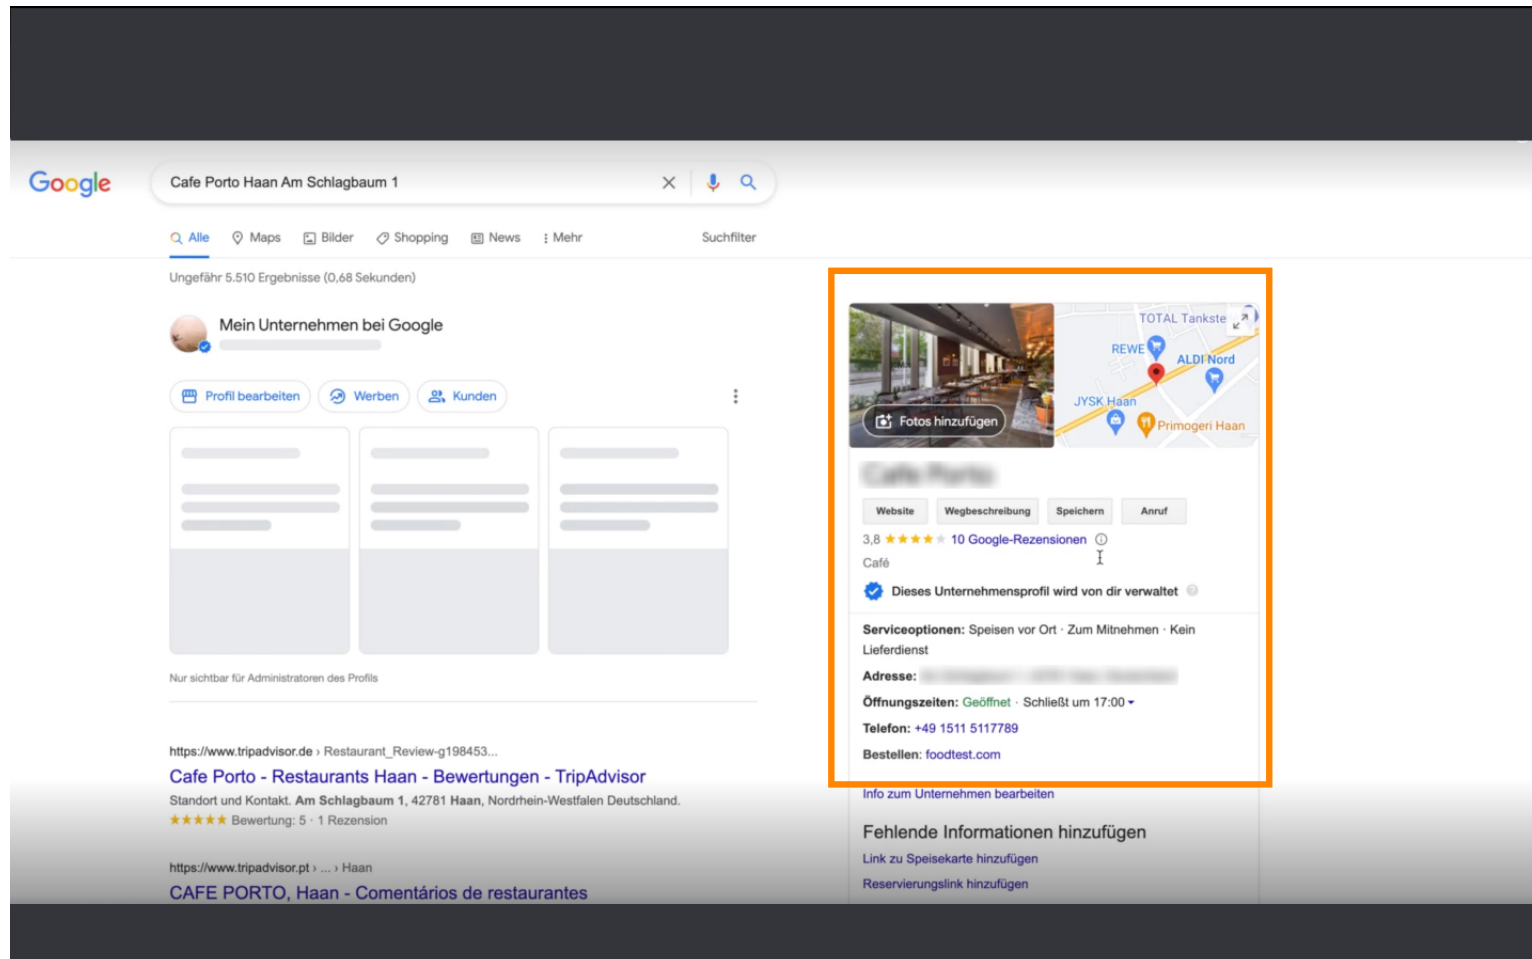 Google
Cafe Porto Haan Am Schlagbaum 1
Alle Maps Bilder Shopping News Mehr Suchfilter
Ungefähr 5.510 Ergebnisse (0,68 Sekunden)
Mein Unternehmen bei Google
Profil bearbeiten Werben Kunden
Nur sichtbar für Administratoren des Profils
https://www.tripadvisor.de › Restaurant_Review-g198453...
Cafe Porto - Restaurants Haan - Bewertungen - TripAdvisor
Standort und Kontakt. Am Schlagbaum 1, 42781 Haan, Nordrhein-Westfalen Deutschland.
★★★★★ Bewertung: 5 · 1 Rezension
https://www.tripadvisor.pt › ... › Haan
CAFE PORTO, Haan - Comentários de restaurantes
TOTAL Tankste
REWE
ALDI Nord
JYSK Haan
Primogeri Haan
Fotos hinzufügen
Cafe Porto
Website Wegbeschreibung Speichern Anruf
3,8 ★★★★★ 10 Google-Rezensionen
Café
Dieses Unternehmensprofil wird von dir verwaltet
Serviceoptionen: Speisen vor Ort · Zum Mitnehmen · Kein
Lieferdienst
Adresse:
Öffnungszeiten: Geöffnet · Schließt um 17:00
Telefon: +49 1511 5117789
Bestellen: foodtest.com
Info zum Unternehmen bearbeiten
Fehlende Informationen hinzufügen
Link zu Speisekarte hinzufügen
Reservierungslink hinzufügen